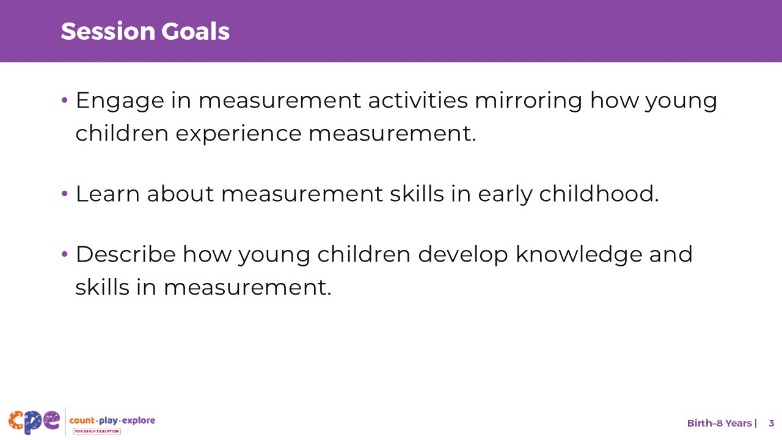 Session Goals
• Engage in measurement activities mirroring how young
children experience measurement.
• Learn about measurement skills in early childhood.
• Describe how young children develop knowledge and
skills in measurement.
cpe
count·play·explore
FOR EARLY EDUCATION
Birth–8 Years | 3